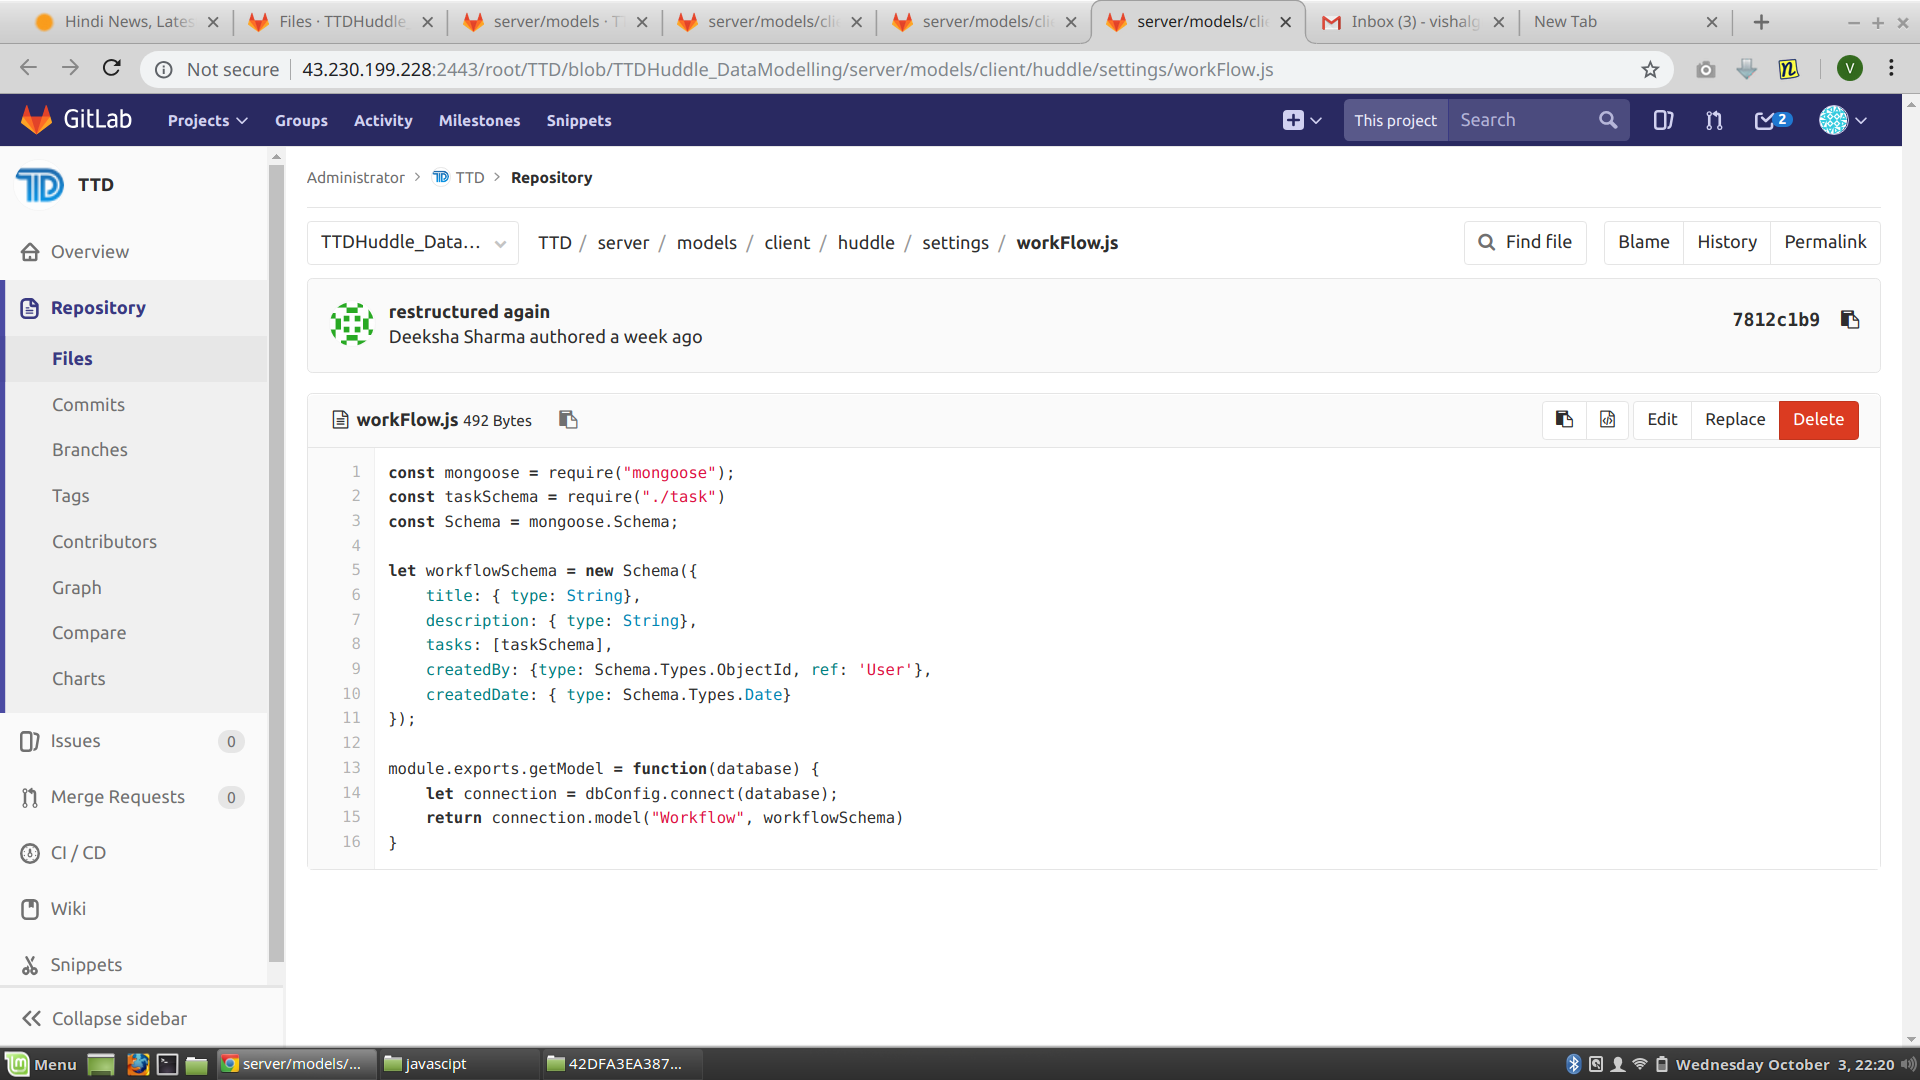 Hindi News, Lates
Files · TTDHuddle_
server/models · T
server/models/cli
server/models/cli
server/models/cli
Inbox (3) - vishalg
New Tab
Not secure
43.230.199.228:2443/root/TTD/blob/TTDHuddle_DataModelling/server/models/client/huddle/settings/workFlow.js
V
GitLab
Projects
Groups
Activity
Milestones
Snippets
This project
Search
2
TTD
Overview
Repository
Files
Commits
Branches
Tags
Contributors
Graph
Compare
Charts
Issues
0
Merge Requests
0
CI / CD
Wiki
Snippets
Collapse sidebar
Administrator > TTD > Repository
TTDHuddle_Data...
TTD / server / models / client / huddle / settings / workFlow.js
Find file
Blame
History
Permalink
restructured again
Deeksha Sharma authored a week ago
7812c1b9
workFlow.js 492 Bytes
Edit
Replace
Delete
1 const mongoose = require("mongoose");
2 const taskSchema = require("./task")
3 const Schema = mongoose.Schema;
4
5 let workflowSchema = new Schema({
6 title: { type: String},
7 description: { type: String},
8 tasks: [taskSchema],
9 createdBy: {type: Schema.Types.ObjectId, ref: 'User'},
10 createdDate: { type: Schema.Types.Date}
11 });
12
13 module.exports.getModel = function(database) {
14 let connection = dbConfig.connect(database);
15 return connection.model("Workflow", workflowSchema)
16 }
Menu
server/models/...
javascipt
42DFA3EA387...
Wednesday October 3, 22:20